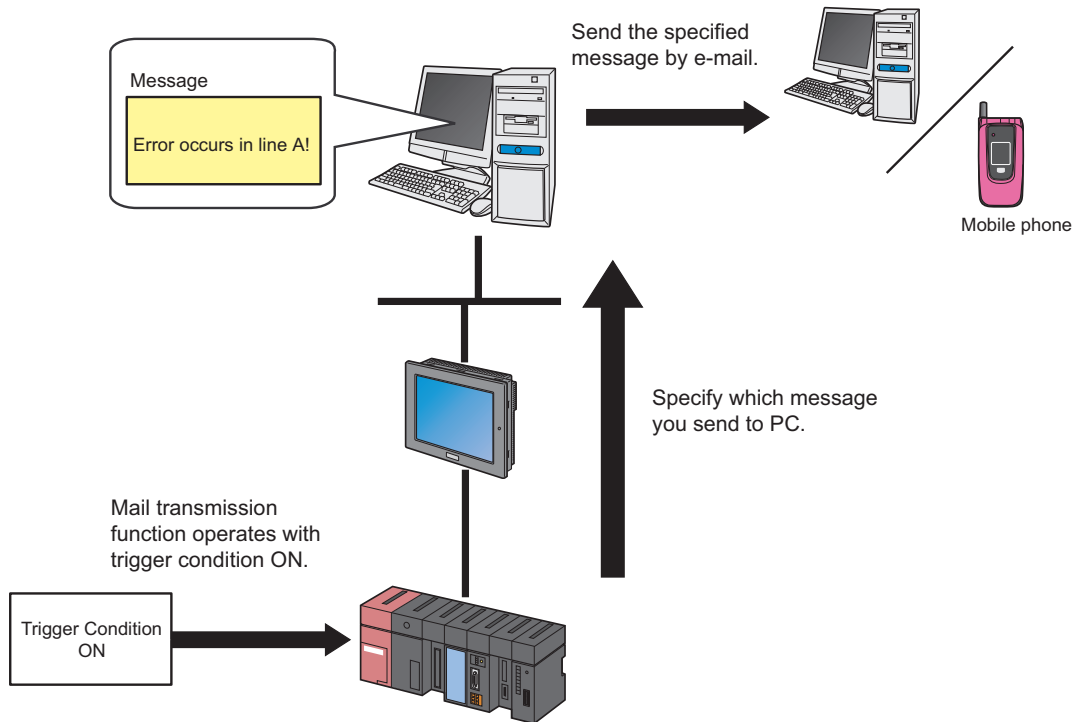 Send the specified
message by e-mail.
Message
Error occurs in line A!
Mobile phone
Specify which message
you send to PC.
Mail transmission
function operates with
trigger condition ON.
Trigger Condition
ON